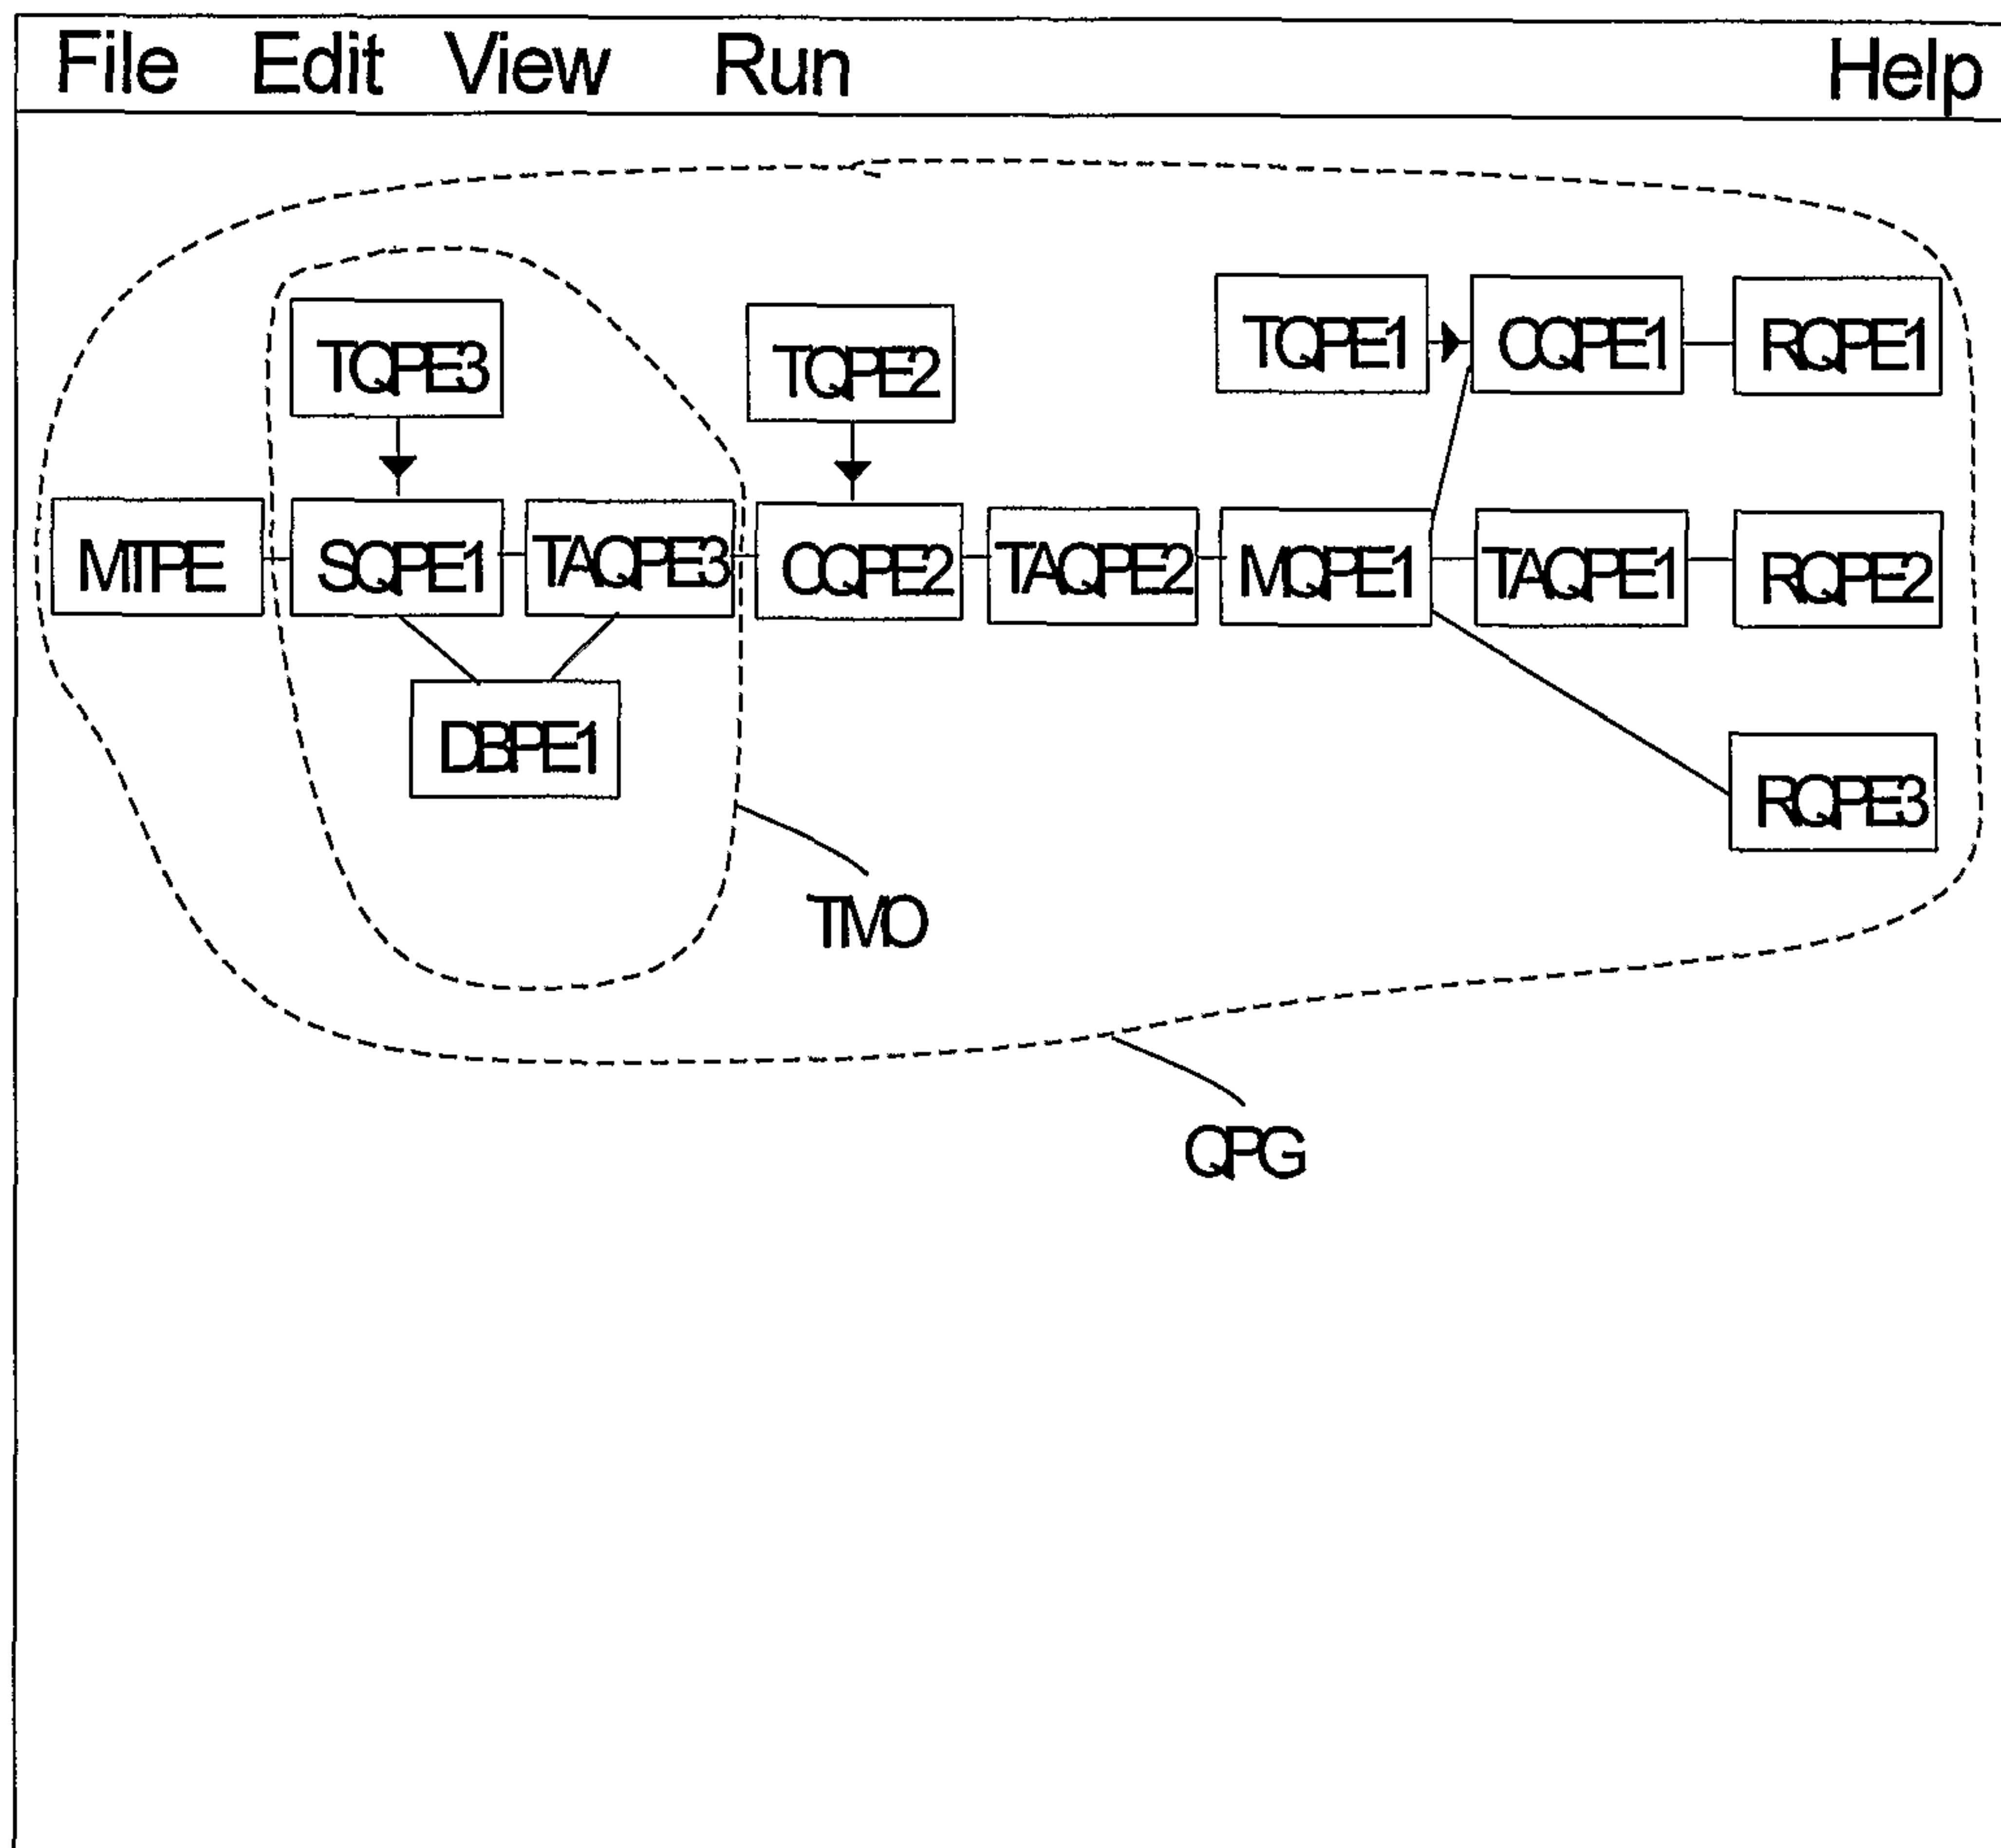 File Edit View Run Help
TQPE3 TQPE2 TQPE1 CQPE1 RQPE1
MTPE SQPE1 TAQPE3 CQPE2 TAQPE2 MQPE1 TAQPE1 RQPE2
DBPE1 RQPE3
TMO
QPG